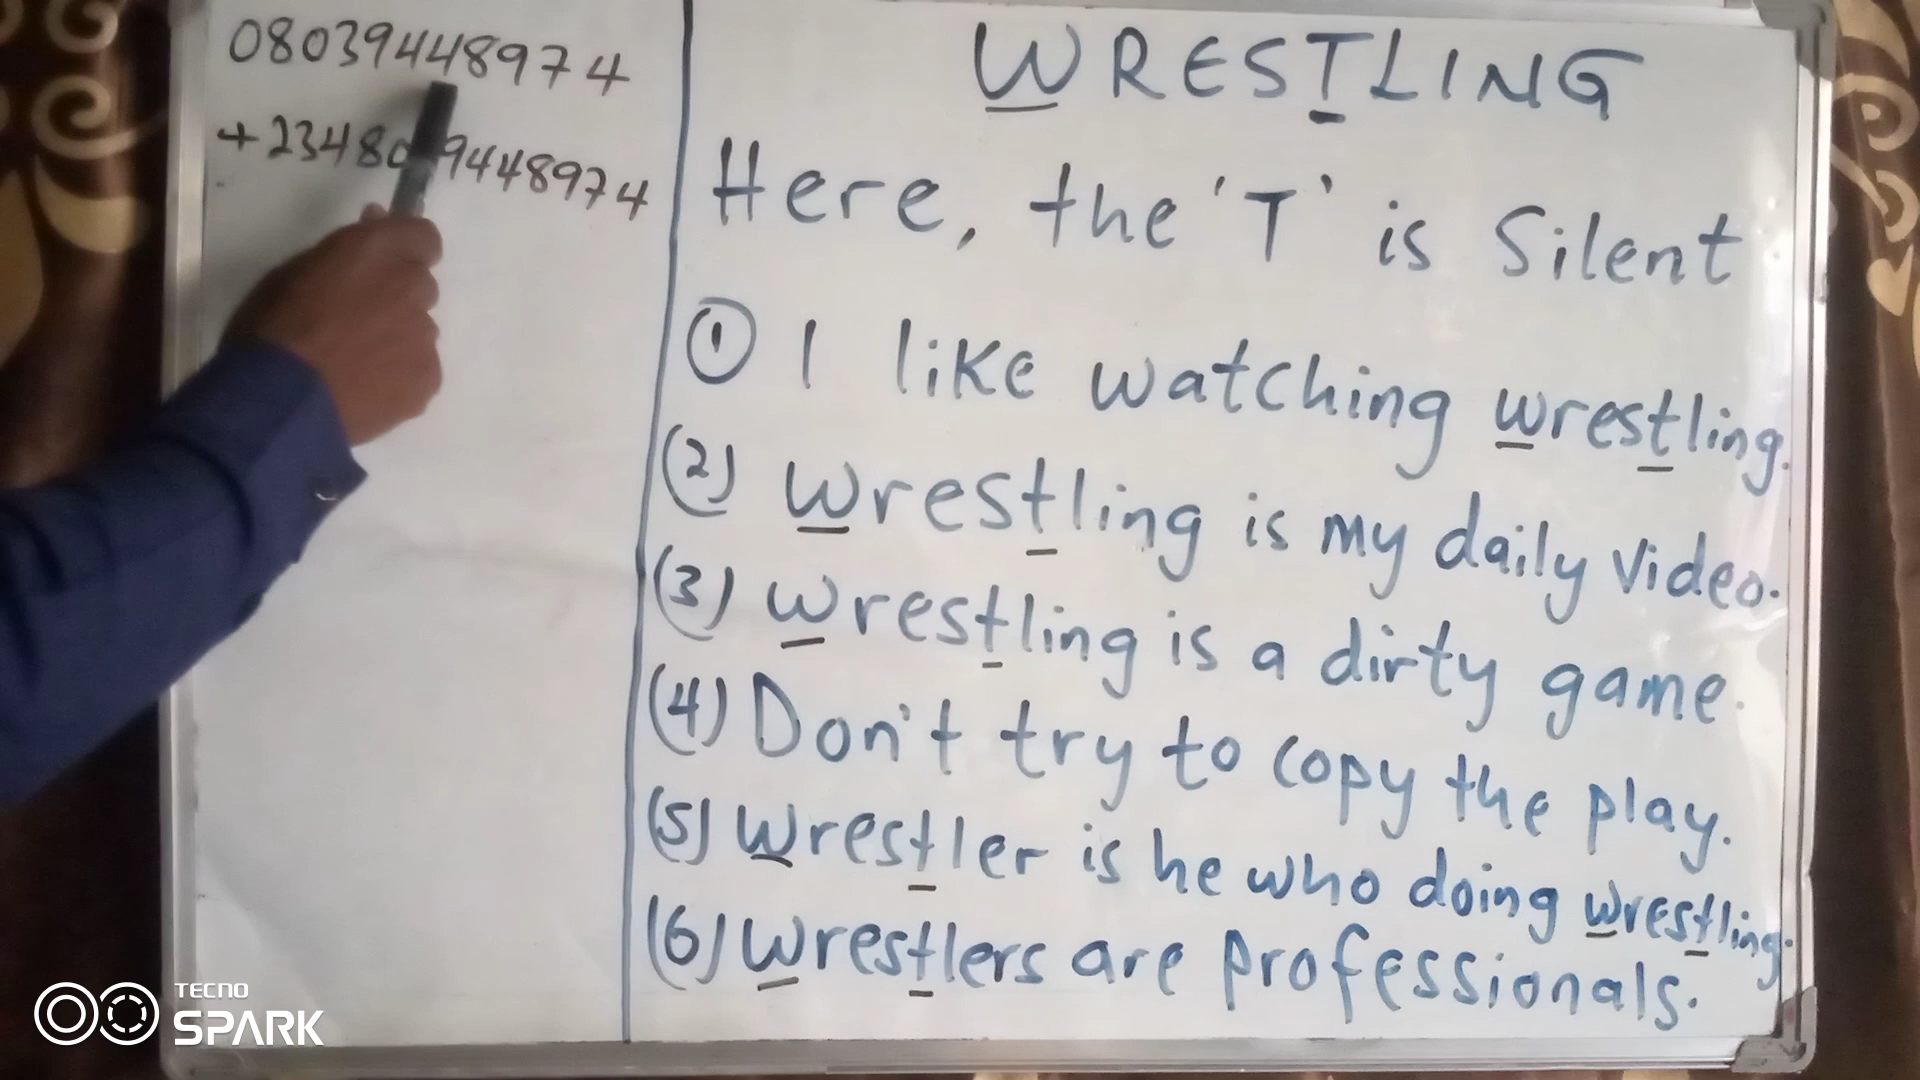 08039448974
+2348039448974
WRESTLING
Here, the 'T' is Silent
(1) I like watching wrestling.
(2) Wrestling is my daily video.
(3) Wrestling is a dirty game.
(4) Don't try to copy the play.
(5) Wrestler is he who doing wrestling.
(6) Wrestlers are professionals.
TECNO
SPARK